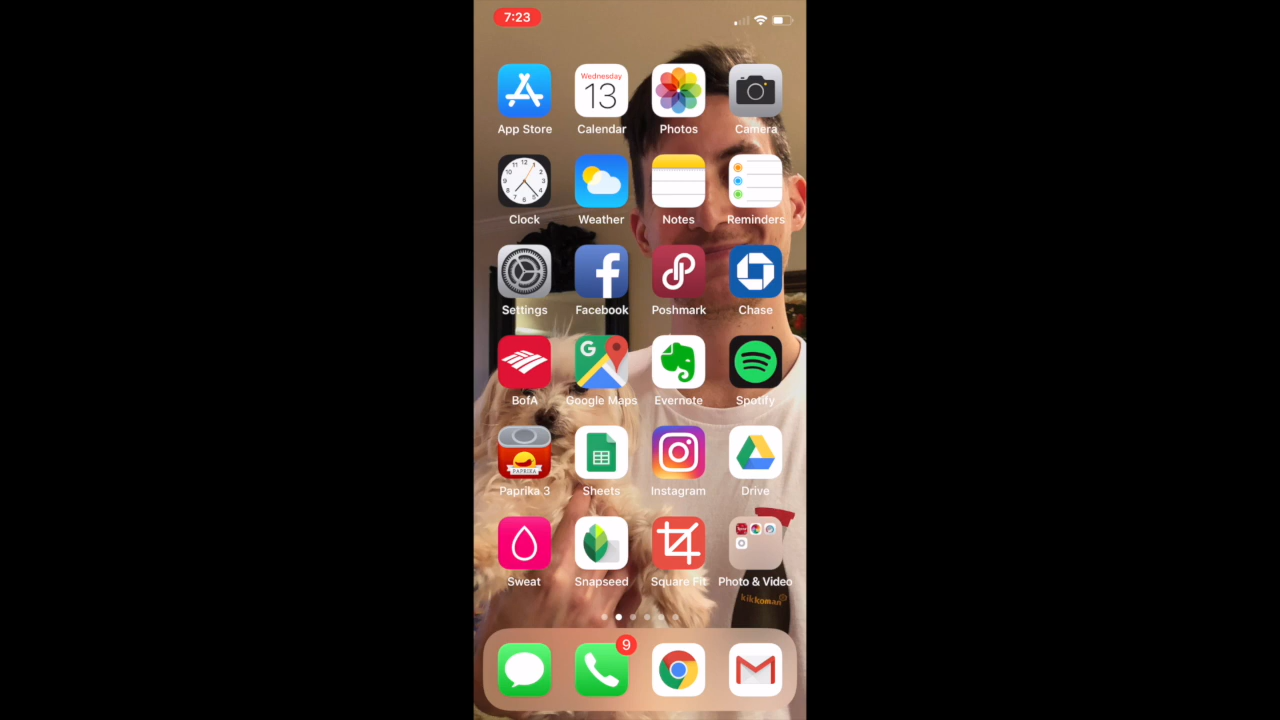 7:23
Wednesday
13
App Store Calendar Photos Camera
Clock Weather Notes Reminders
Settings Facebook Poshmark Chase
G
BofA Google Maps Evernote Spotify
PAPRIKA
Paprika 3 Sheets Instagram Drive
Sweat Snapseed Square Fit Photo & Video
kikkoman
9